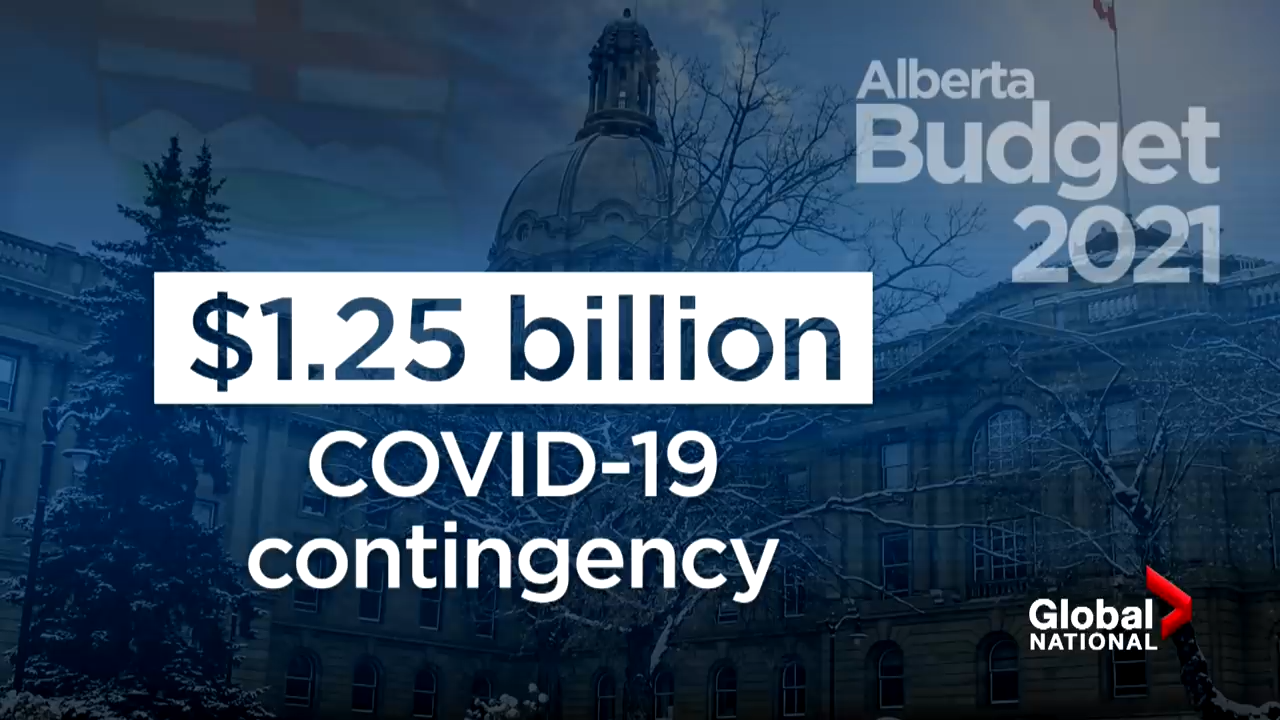 Alberta
Budget
2021
$1.25 billion
COVID-19
contingency
Global
NATIONAL